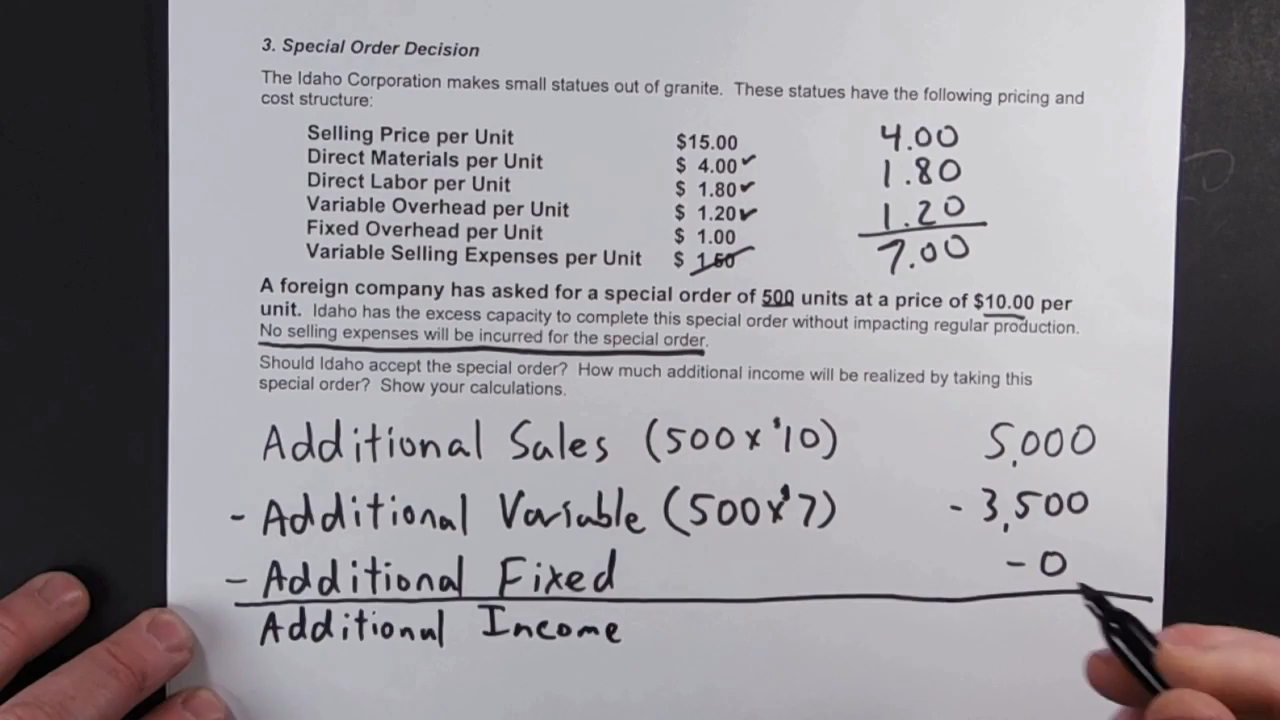 3. Special Order Decision
The Idaho Corporation makes small statues out of granite. These statues have the following pricing and
cost structure:
Selling Price per Unit $15.00 4.00
Direct Materials per Unit $ 4.00 ✓ 1.80
Direct Labor per Unit $ 1.80 ✓ 1.20
Variable Overhead per Unit $ 1.20 ✓ 7.00
Fixed Overhead per Unit $ 1.00
Variable Selling Expenses per Unit $ 1.50
A foreign company has asked for a special order of 500 units at a price of $10.00 per
unit. Idaho has the excess capacity to complete this special order without impacting regular production.
No selling expenses will be incurred for the special order.
Should Idaho accept the special order? How much additional income will be realized by taking this
special order? Show your calculations.
Additional Sales (500 x $10) 5,000
- Additional Variable (500 x $7) - 3,500
- Additional Fixed - 0
Additional Income